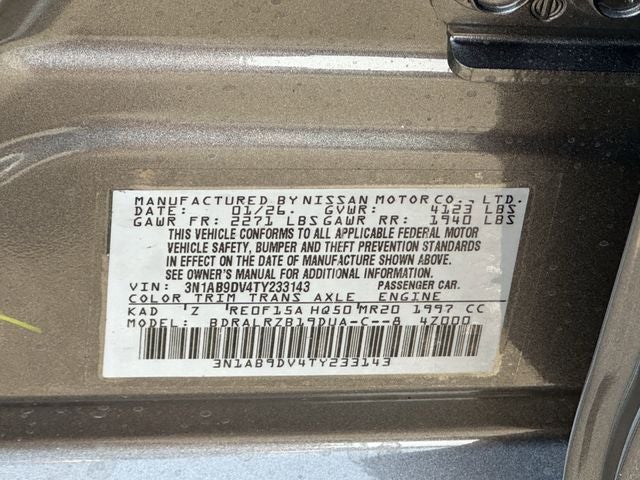 MANUFACTURED BY NISSAN MOTOR CO., LTD.
DATE: 01/26. GVWR: 4123 LBS
GAWR FR: 2271 LBS GAWR RR: 1940 LBS
THIS VEHICLE CONFORMS TO ALL APPLICABLE FEDERAL MOTOR
VEHICLE SAFETY, BUMPER AND THEFT PREVENTION STANDARDS
IN EFFECT ON THE DATE OF MANUFACTURE SHOWN ABOVE.
SEE OWNER'S MANUAL FOR ADDITIONAL INFORMATION.
VIN: 3N1AB9DV4TY233143 PASSENGER CAR.
COLOR TRIM TRANS AXLE ENGINE
KAD Z RE0F15A HQ50 MR20 1997 CC
MODEL: BDRALRZB19DUA-C--8 4Z000
3N1AB9DV4TY233143